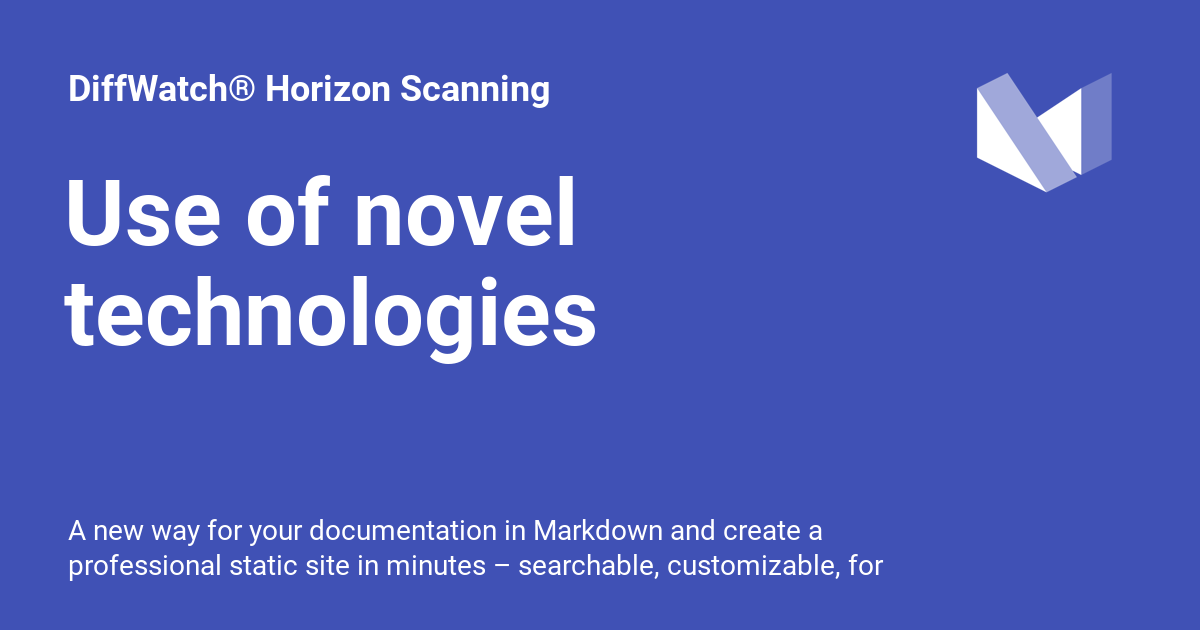 DiffWatch® Horizon Scanning
Use of novel
technologies
A new way for your documentation in Markdown and create a
professional static site in minutes – searchable, customizable, for